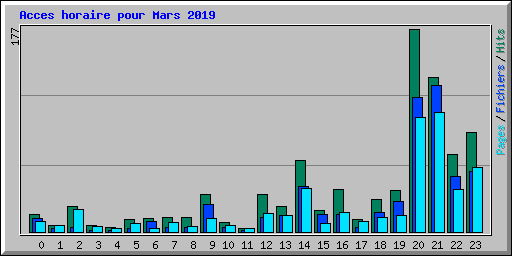 Acces horaire pour Mars 2019
177
Pages/Fichiers/Hits
0 1 2 3 4 5 6 7 8 9 10 11 12 13 14 15 16 17 18 19 20 21 22 23